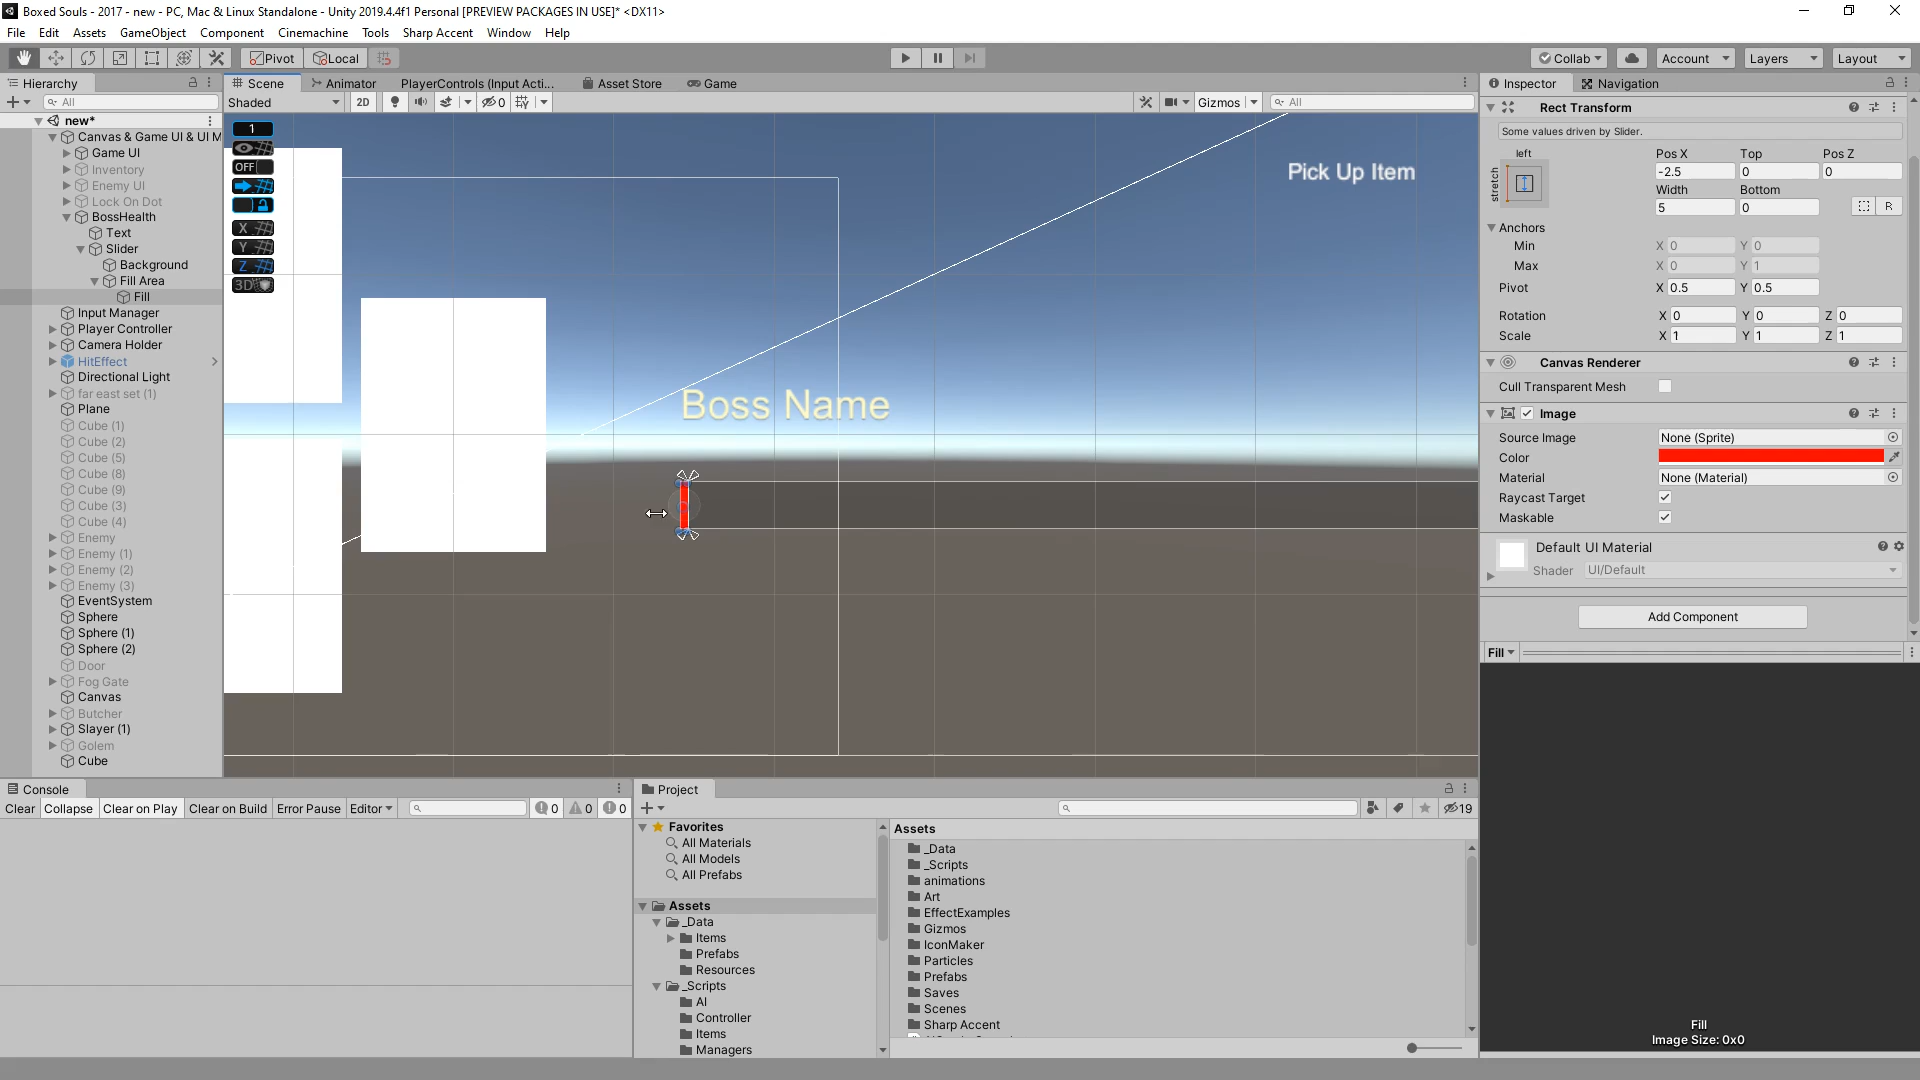 Boxed Souls - 2017 - new - PC, Mac & Linux Standalone - Unity 2019.4.4f1 Personal [PREVIEW PACKAGES IN USE]* <DX11>
File Edit Assets GameObject Component Cinemachine Tools Sharp Accent Window Help
Pivot Local Collab Account Layers Layout
Hierarchy
All
new*
Canvas & Game UI & UI M
Game UI
Inventory
Enemy UI
Lock On Dot
BossHealth
Text
Slider
Background
Fill Area
Fill
Input Manager
Player Controller
Camera Holder
HitEffect
Directional Light
far east set (1)
Plane
Cube (1)
Cube (2)
Cube (5)
Cube (8)
Cube (9)
Cube (3)
Cube (4)
Enemy
Enemy (1)
Enemy (2)
Enemy (3)
EventSystem
Sphere
Sphere (1)
Sphere (2)
Door
Fog Gate
Canvas
Butcher
Slayer (1)
Golem
Cube
Scene Animator PlayerControls (Input Acti... Asset Store Game
Shaded 2D 0 Gizmos All
1
OFF
X
Y
Z
3D
Pick Up Item
Boss Name
Inspector Navigation
Rect Transform
Some values driven by Slider.
left
stretch
Pos X Top Pos Z
-2.5 0 0
Width Bottom
5 0
R
Anchors
Min X 0 Y 0
Max X 0 Y 1
Pivot X 0.5 Y 0.5
Rotation X 0 Y 0 Z 0
Scale X 1 Y 1 Z 1
Canvas Renderer
Cull Transparent Mesh
Image
Source Image None (Sprite)
Color
Material None (Material)
Raycast Target
Maskable
Default UI Material
Shader UI/Default
Add Component
Fill
Fill
Image Size: 0x0
Console
Clear Collapse Clear on Play Clear on Build Error Pause Editor 0 0 0
Project
19
Favorites
All Materials
All Models
All Prefabs
Assets
_Data
Items
Prefabs
Resources
_Scripts
AI
Controller
Items
Managers
Assets
_Data
_Scripts
animations
Art
EffectExamples
Gizmos
IconMaker
Particles
Prefabs
Saves
Scenes
Sharp Accent